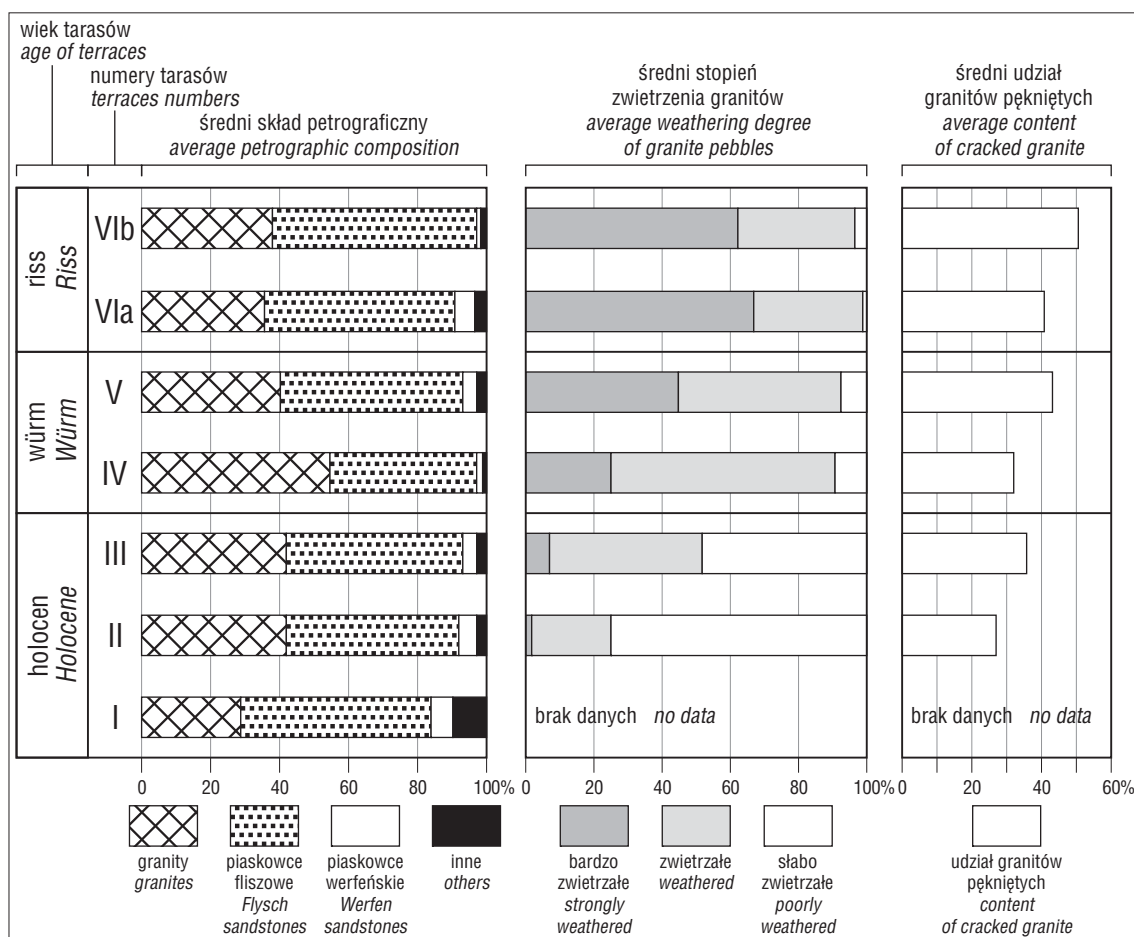 wiek tarasów
age of terraces
numery tarasów
terraces numbers
średni skład petrograficzny
average petrographic composition
średni stopień
zwietrzenia granitów
average weathering degree
of granite pebbles
średni udział
granitów pękniętych
average content
of cracked granite
riss
Riss
VIb
VIa
würm
Würm
V
IV
holocen
Holocene
III
II
I
brak danych no data
brak danych no data
0 20 40 60 80 100%
0 20 40 60 80 100%
0 20 40 60%
granity
granites
piaskowce
fliszowe
Flysch
sandstones
piaskowce
werfeńskie
Werfen
sandstones
inne
others
bardzo
zwietrzałe
strongly
weathered
zwietrzałe
weathered
słabo
zwietrzałe
poorly
weathered
udział granitów
pękniętych
content
of cracked granite